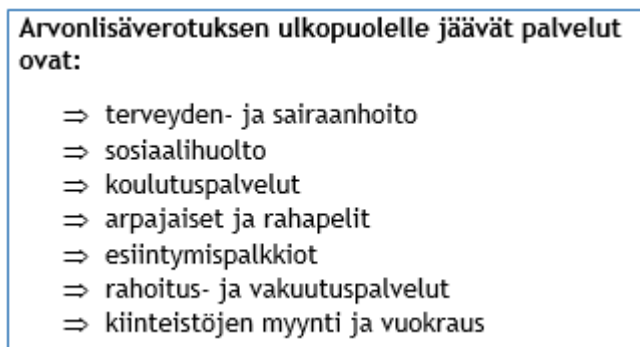 Arvonlisäverotuksen ulkopuolelle jäävät palvelut
ovat:
⇒ terveyden- ja sairaanhoito
⇒ sosiaalihuolto
⇒ koulutuspalvelut
⇒ arpajaiset ja rahapelit
⇒ esiintymispalkkiot
⇒ rahoitus- ja vakuutuspalvelut
⇒ kiinteistöjen myynti ja vuokraus